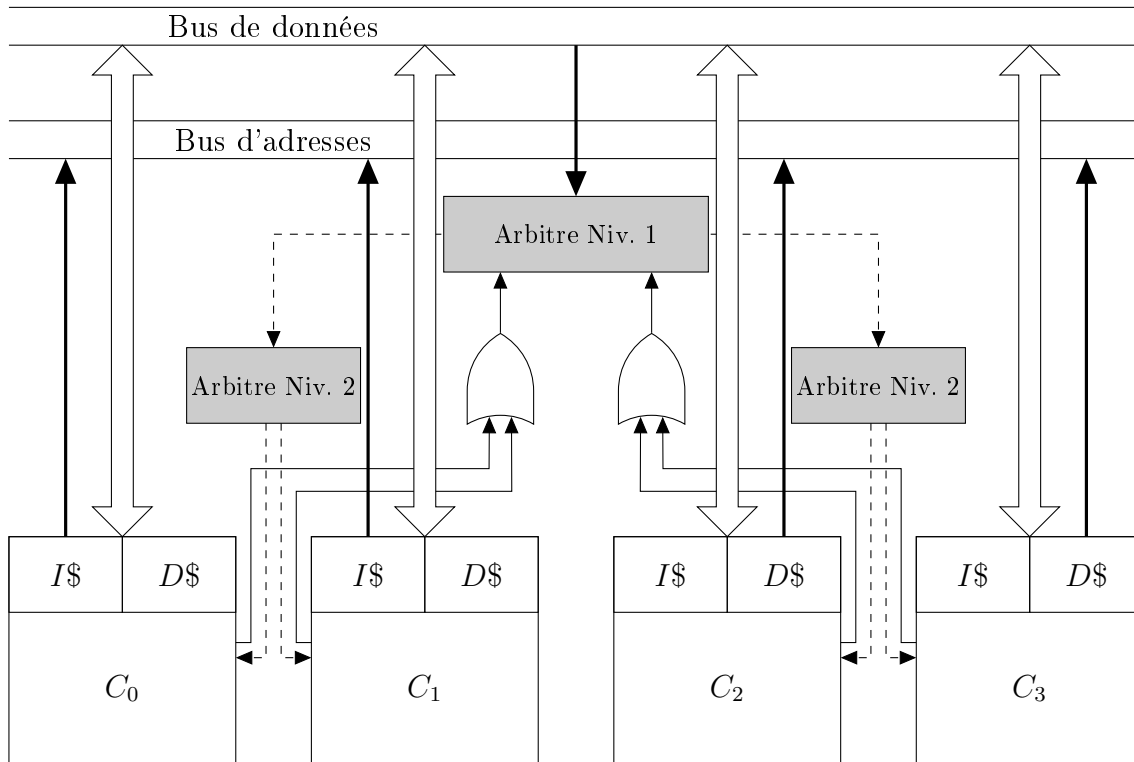 Bus de données
Bus d'adresses
Arbitre Niv. 1
Arbitre Niv. 2
Arbitre Niv. 2
I$ D$ I$ D$ I$ D$ I$ D$
C0 C1 C2 C3